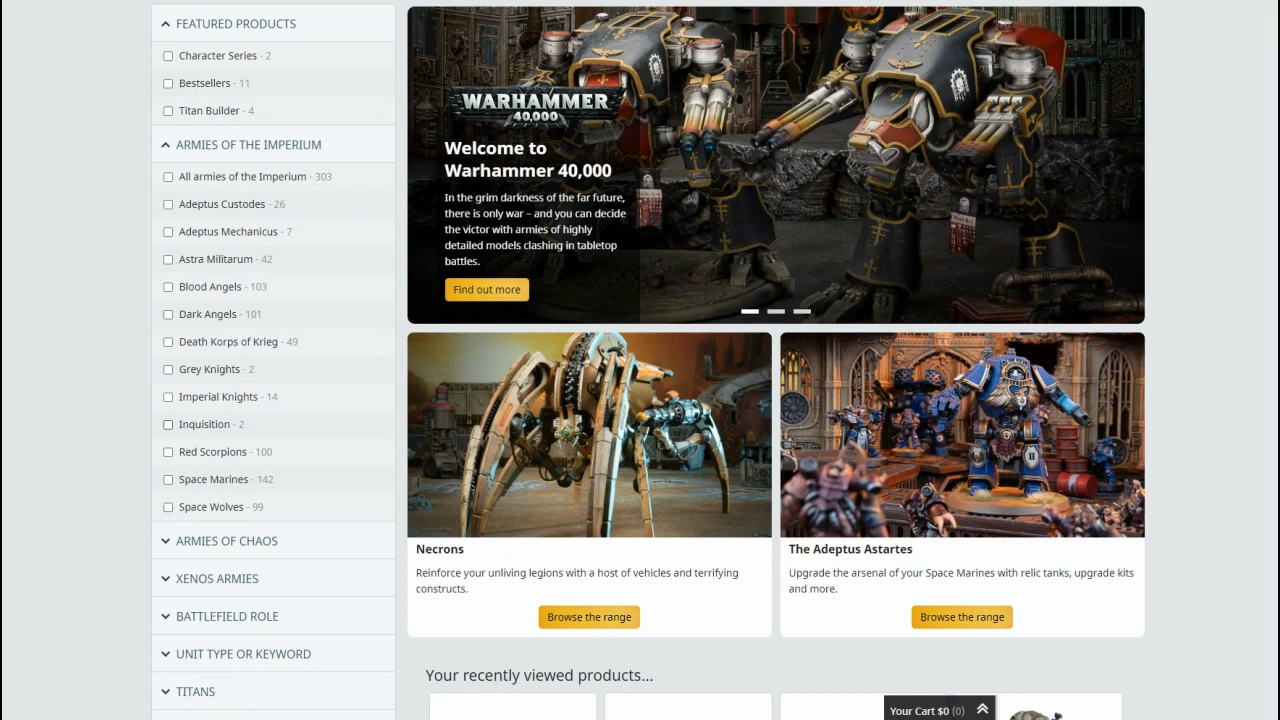 FEATURED PRODUCTS
Character Series - 2
Bestsellers - 11
Titan Builder - 4
ARMIES OF THE IMPERIUM
All armies of the Imperium - 303
Adeptus Custodes - 26
Adeptus Mechanicus - 7
Astra Militarum - 42
Blood Angels - 103
Dark Angels - 101
Death Korps of Krieg - 49
Grey Knights - 2
Imperial Knights - 14
Inquisition - 2
Red Scorpions - 100
Space Marines - 142
Space Wolves - 99
ARMIES OF CHAOS
XENOS ARMIES
BATTLEFIELD ROLE
UNIT TYPE OR KEYWORD
TITANS
WARHAMMER
40,000
Welcome to
Warhammer 40,000
In the grim darkness of the far future,
there is only war – and you can decide
the victor with armies of highly
detailed models clashing in tabletop
battles.
Find out more
Necrons
Reinforce your unliving legions with a host of vehicles and terrifying
constructs.
Browse the range
The Adeptus Astartes
Upgrade the arsenal of your Space Marines with relic tanks, upgrade kits
and more.
Browse the range
Your recently viewed products...
Your Cart $0 (0)